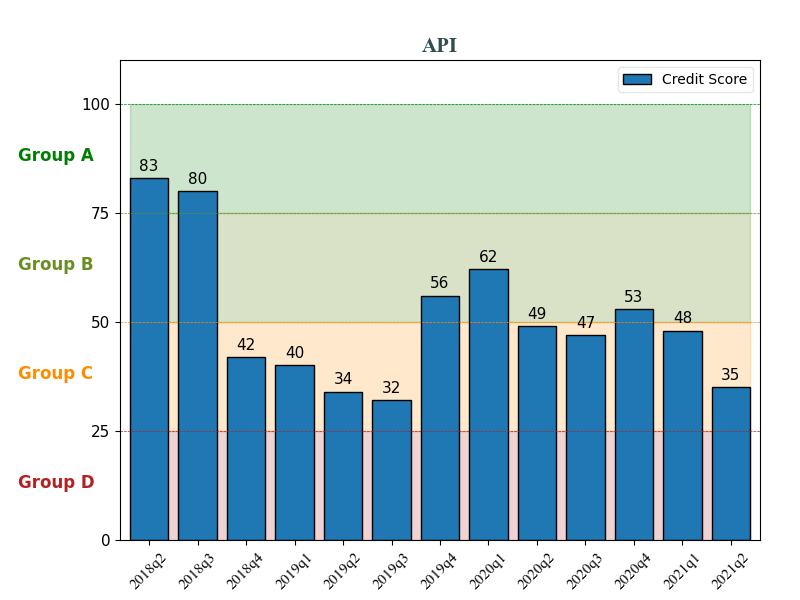 API
Credit Score
100
75
50
25
0
Group A
Group B
Group C
Group D
83
80
42
40
34
32
56
62
49
47
53
48
35
2018q2
2018q3
2018q4
2019q1
2019q2
2019q3
2019q4
2020q1
2020q2
2020q3
2020q4
2021q1
2021q2